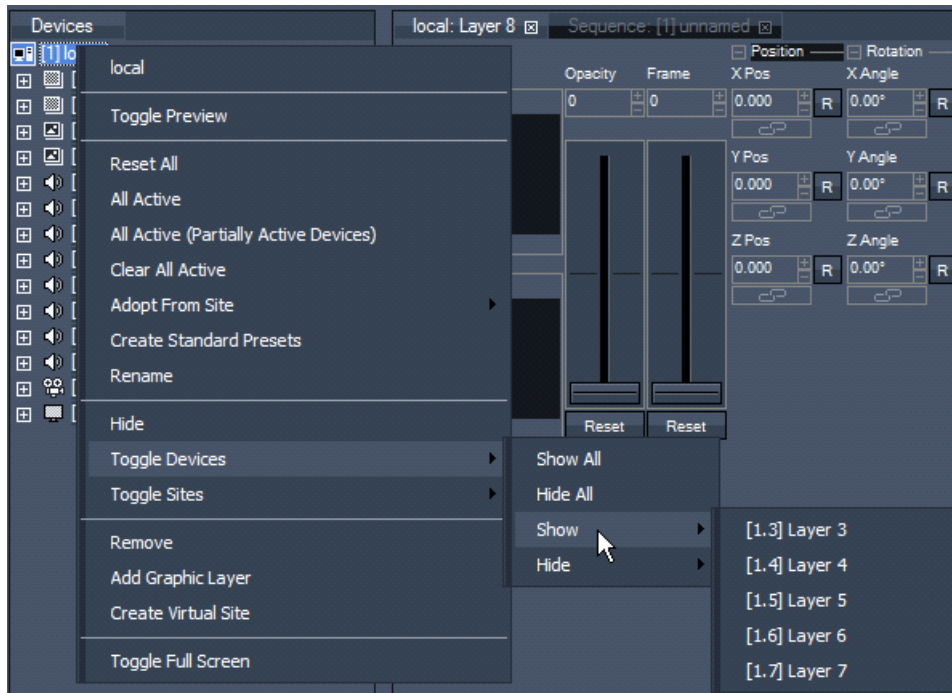 Devices
local: Layer 8
Sequence: [1] unnamed
[1] lo
Position
Rotation
Opacity
Frame
X Pos
X Angle
0
0
0.000
R
0.00°
R
Y Pos
Y Angle
0.000
R
0.00°
R
Z Pos
Z Angle
0.000
R
0.00°
R
Reset
Reset
local
Toggle Preview
Reset All
All Active
All Active (Partially Active Devices)
Clear All Active
Adopt From Site
Create Standard Presets
Rename
Hide
Toggle Devices
Toggle Sites
Remove
Add Graphic Layer
Create Virtual Site
Toggle Full Screen
Show All
Hide All
Show
Hide
[1.3] Layer 3
[1.4] Layer 4
[1.5] Layer 5
[1.6] Layer 6
[1.7] Layer 7